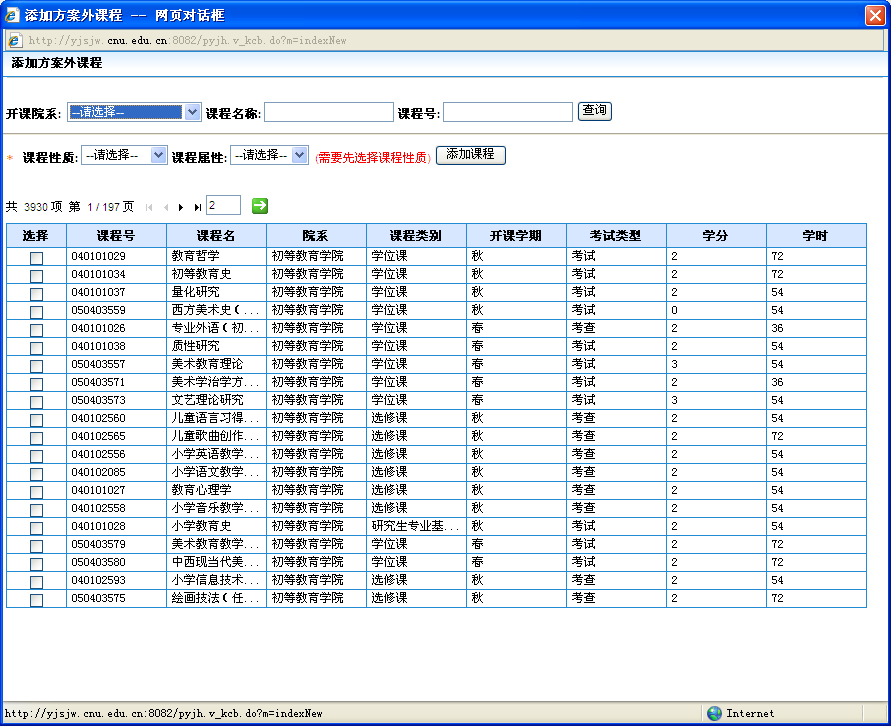 添加方案外课程 -- 网页对话框
http://yjsjw.cnu.edu.cn:8082/pyjh.v_kcb.do?m=indexNew
添加方案外课程
开课院系: --请选择-- 课程名称: 课程号: 查询
* 课程性质: --请选择-- 课程属性: --请选择-- (需要先选择课程性质) 添加课程
共 3930 项 第 1 / 197 页 2
选择 课程号 课程名 院系 课程类别 开课学期 考试类型 学分 学时
040101029 教育哲学 初等教育学院 学位课 秋 考试 2 72
040101034 初等教育史 初等教育学院 学位课 秋 考试 2 72
040101037 量化研究 初等教育学院 学位课 秋 考试 2 54
050403559 西方美术史(... 初等教育学院 学位课 秋 考试 0 54
040101026 专业外语(初... 初等教育学院 学位课 春 考查 2 36
040101038 质性研究 初等教育学院 学位课 春 考试 2 54
050403557 美术教育理论 初等教育学院 学位课 春 考试 3 54
050403571 美术学治学方... 初等教育学院 学位课 春 考试 2 36
050403573 文艺理论研究 初等教育学院 学位课 春 考试 3 54
040102560 儿童语言习得... 初等教育学院 选修课 秋 考查 2 54
040102565 儿童歌曲创作... 初等教育学院 选修课 秋 考查 2 72
040102556 小学英语教学... 初等教育学院 选修课 秋 考查 2 54
040102085 小学语文教学... 初等教育学院 选修课 秋 考查 2 54
040101027 教育心理学 初等教育学院 选修课 秋 考查 2 54
040102558 小学音乐教学... 初等教育学院 选修课 秋 考查 2 54
040101028 小学教育史 初等教育学院 研究生专业基... 秋 考试 2 54
050403579 美术教育教学... 初等教育学院 学位课 春 考试 2 72
050403580 中西现当代美... 初等教育学院 学位课 春 考试 2 72
040102593 小学信息技术... 初等教育学院 选修课 秋 考查 2 54
050403575 绘画技法(任... 初等教育学院 选修课 秋 考查 2 72
http://yjsjw.cnu.edu.cn:8082/pyjh.v_kcb.do?m=indexNew Internet